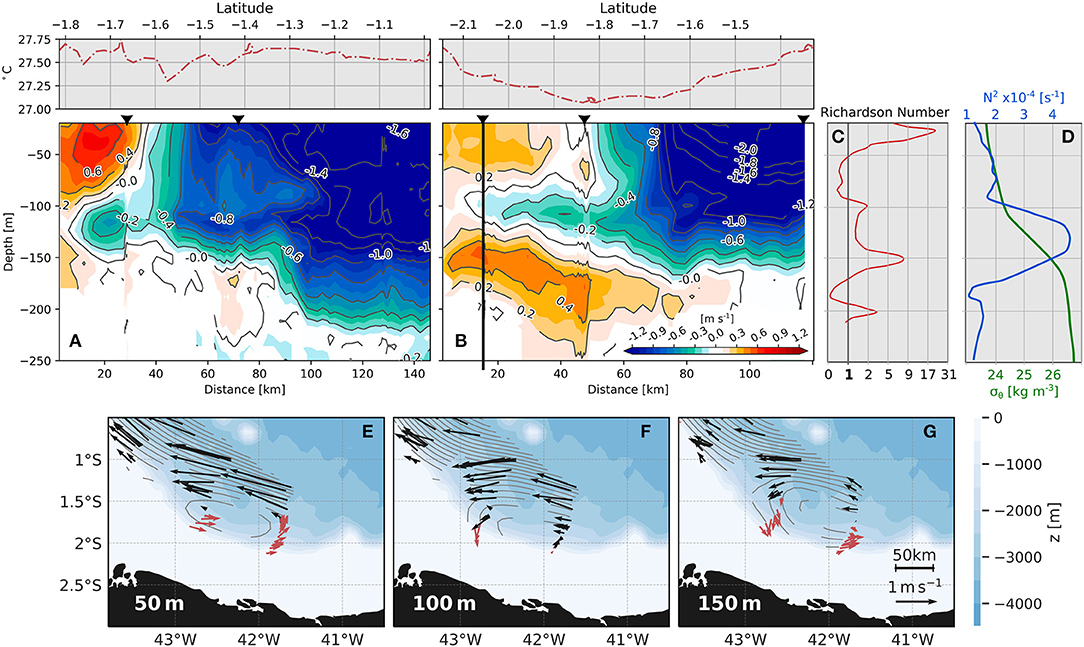 Latitude
−1.8 −1.7 −1.6 −1.5 −1.4 −1.3 −1.2 −1.1
27.75
27.50
27.25
27.00
°C
Latitude
−2.1 −2.0 −1.9 −1.8 −1.7 −1.6 −1.5
Depth [m]
−50
−100
−150
−200
−250
0.4
0.6
-0.0
-0.2
0.4
-0.8
-0.0
-0.6
-1.0
-1.4
-1.6
A
20 40 60 80 100 120 140
Distance [km]
0.2
-0.8
-2.0
-1.8
-1.6
-1.4
-0.4
-0.2
-1.2
-1.0
-0.6
-0.0
0.2
0.2
0.4
B
[m s⁻¹]
-1.2 -0.9 -0.6 -0.3 0.0 0.3 0.6 0.9 1.2
20 40 60 80 100 120 140
Distance [km]
Richardson Number
C
0 1 2 5 9 17 31
N² x10⁻⁴ [s⁻¹]
1 2 3 4
D
24 25 26
σθ [kg m⁻³]
1°S
1.5°S
2°S
2.5°S
E
50 m
43°W 42°W 41°W
F
100 m
43°W 42°W 41°W
G
50km
1 m s⁻¹
150 m
43°W 42°W 41°W
0
−1000
−2000
−3000
−4000
z [m]